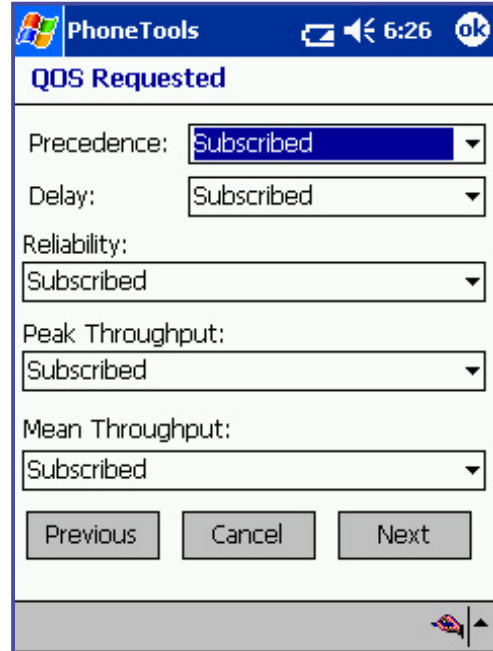 PhoneTools 6:26 ok
QOS Requested
Precedence: Subscribed
Delay: Subscribed
Reliability:
Subscribed
Peak Throughput:
Subscribed
Mean Throughput:
Subscribed
Previous Cancel Next